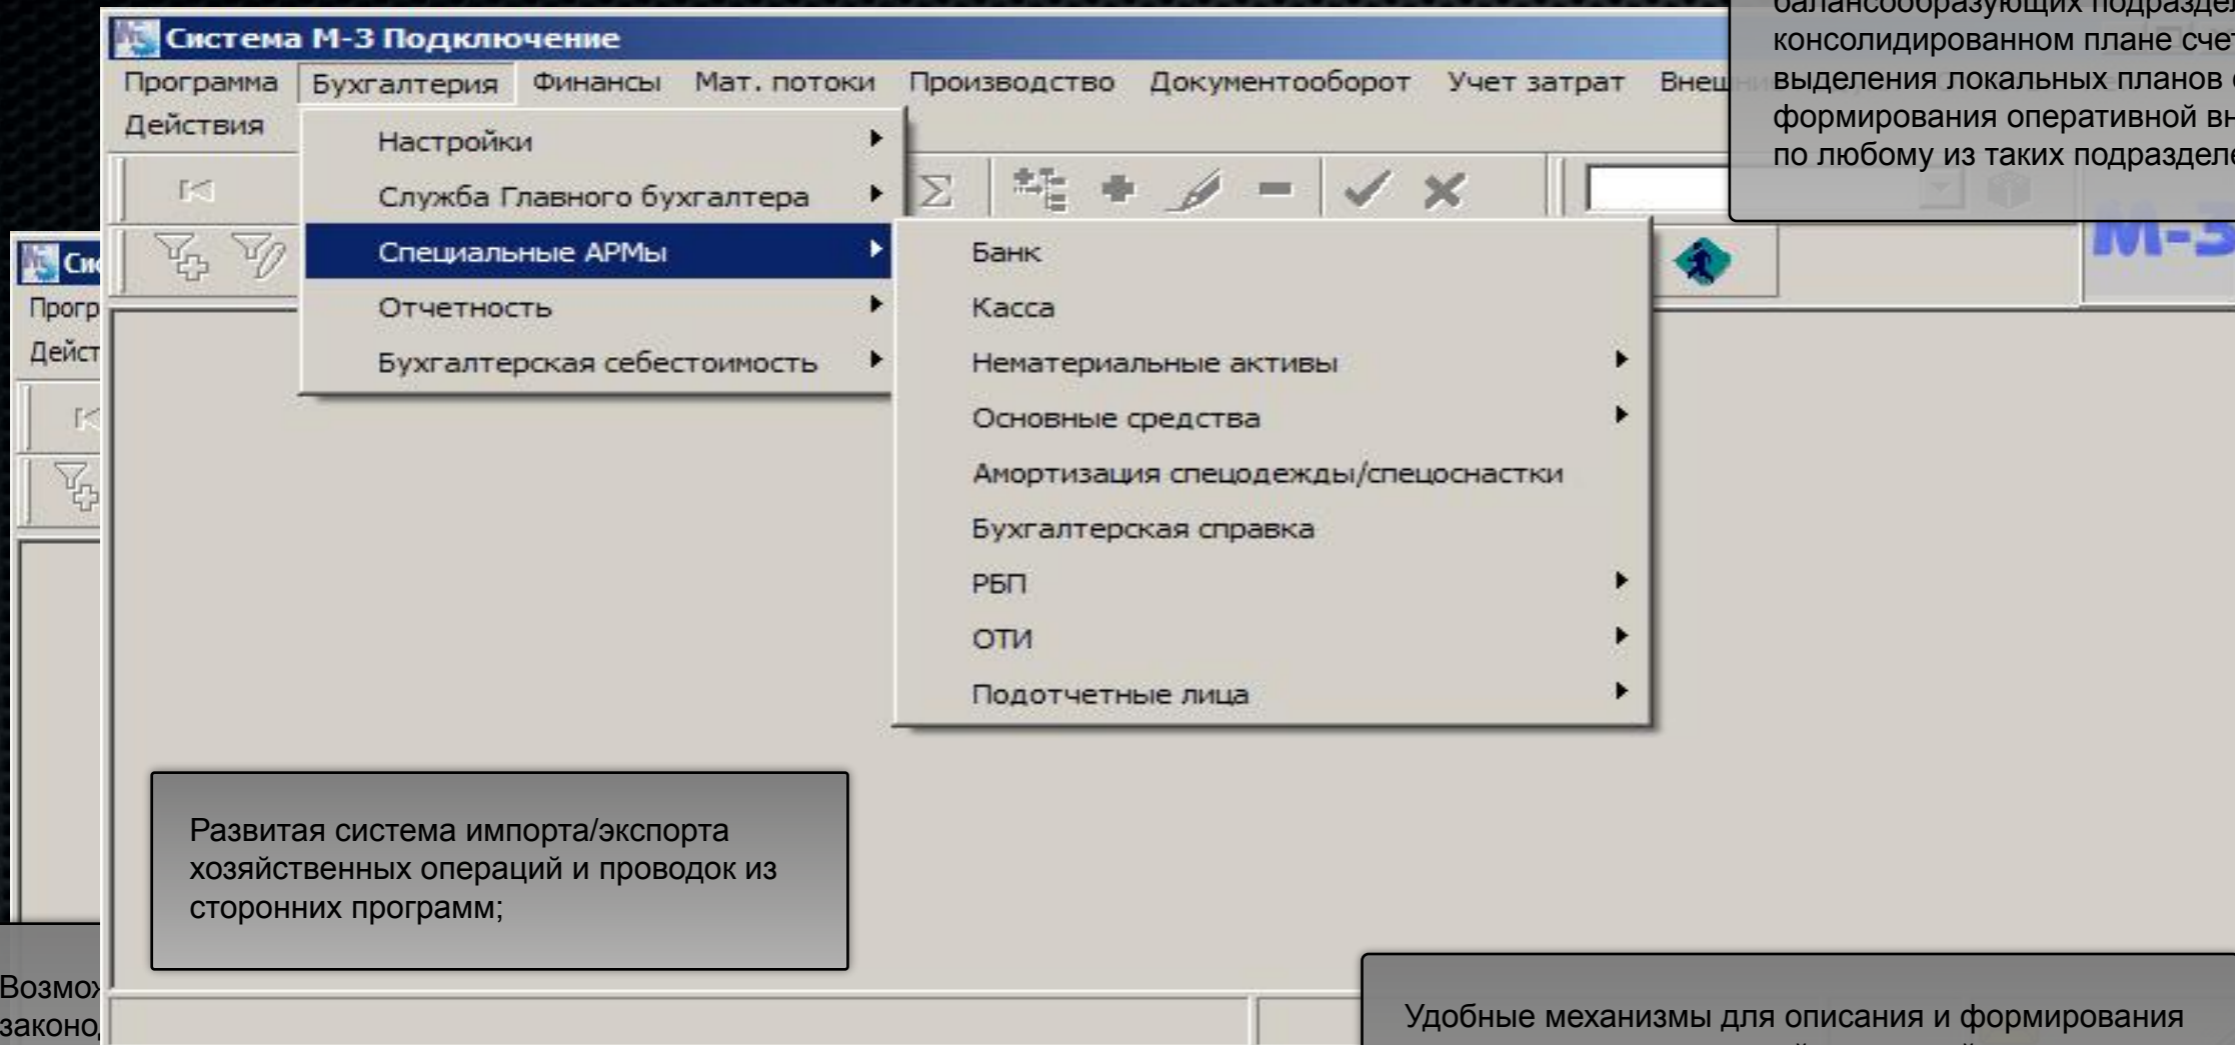 балансообразующих
консолидированном плане
выделения локальных планов
формирования оперативной
по любому из таких
Система М-3 Подключение
Программа Бухгалтерия Финансы Мат. потоки Производство Документооборот Учет затрат
Действия
Настройки
Служба Главного бухгалтера
Специальные АРМы
Отчетность
Бухгалтерская себестоимость
Банк
Касса
Нематериальные активы
Основные средства
Амортизация спецодежды/спецоснастки
Бухгалтерская справка
РБП
ОТИ
Подотчетные лица
М-3
Развитая система импорта/экспорта
хозяйственных операций и проводок из
сторонних программ;
Удобные механизмы для описания и формирования